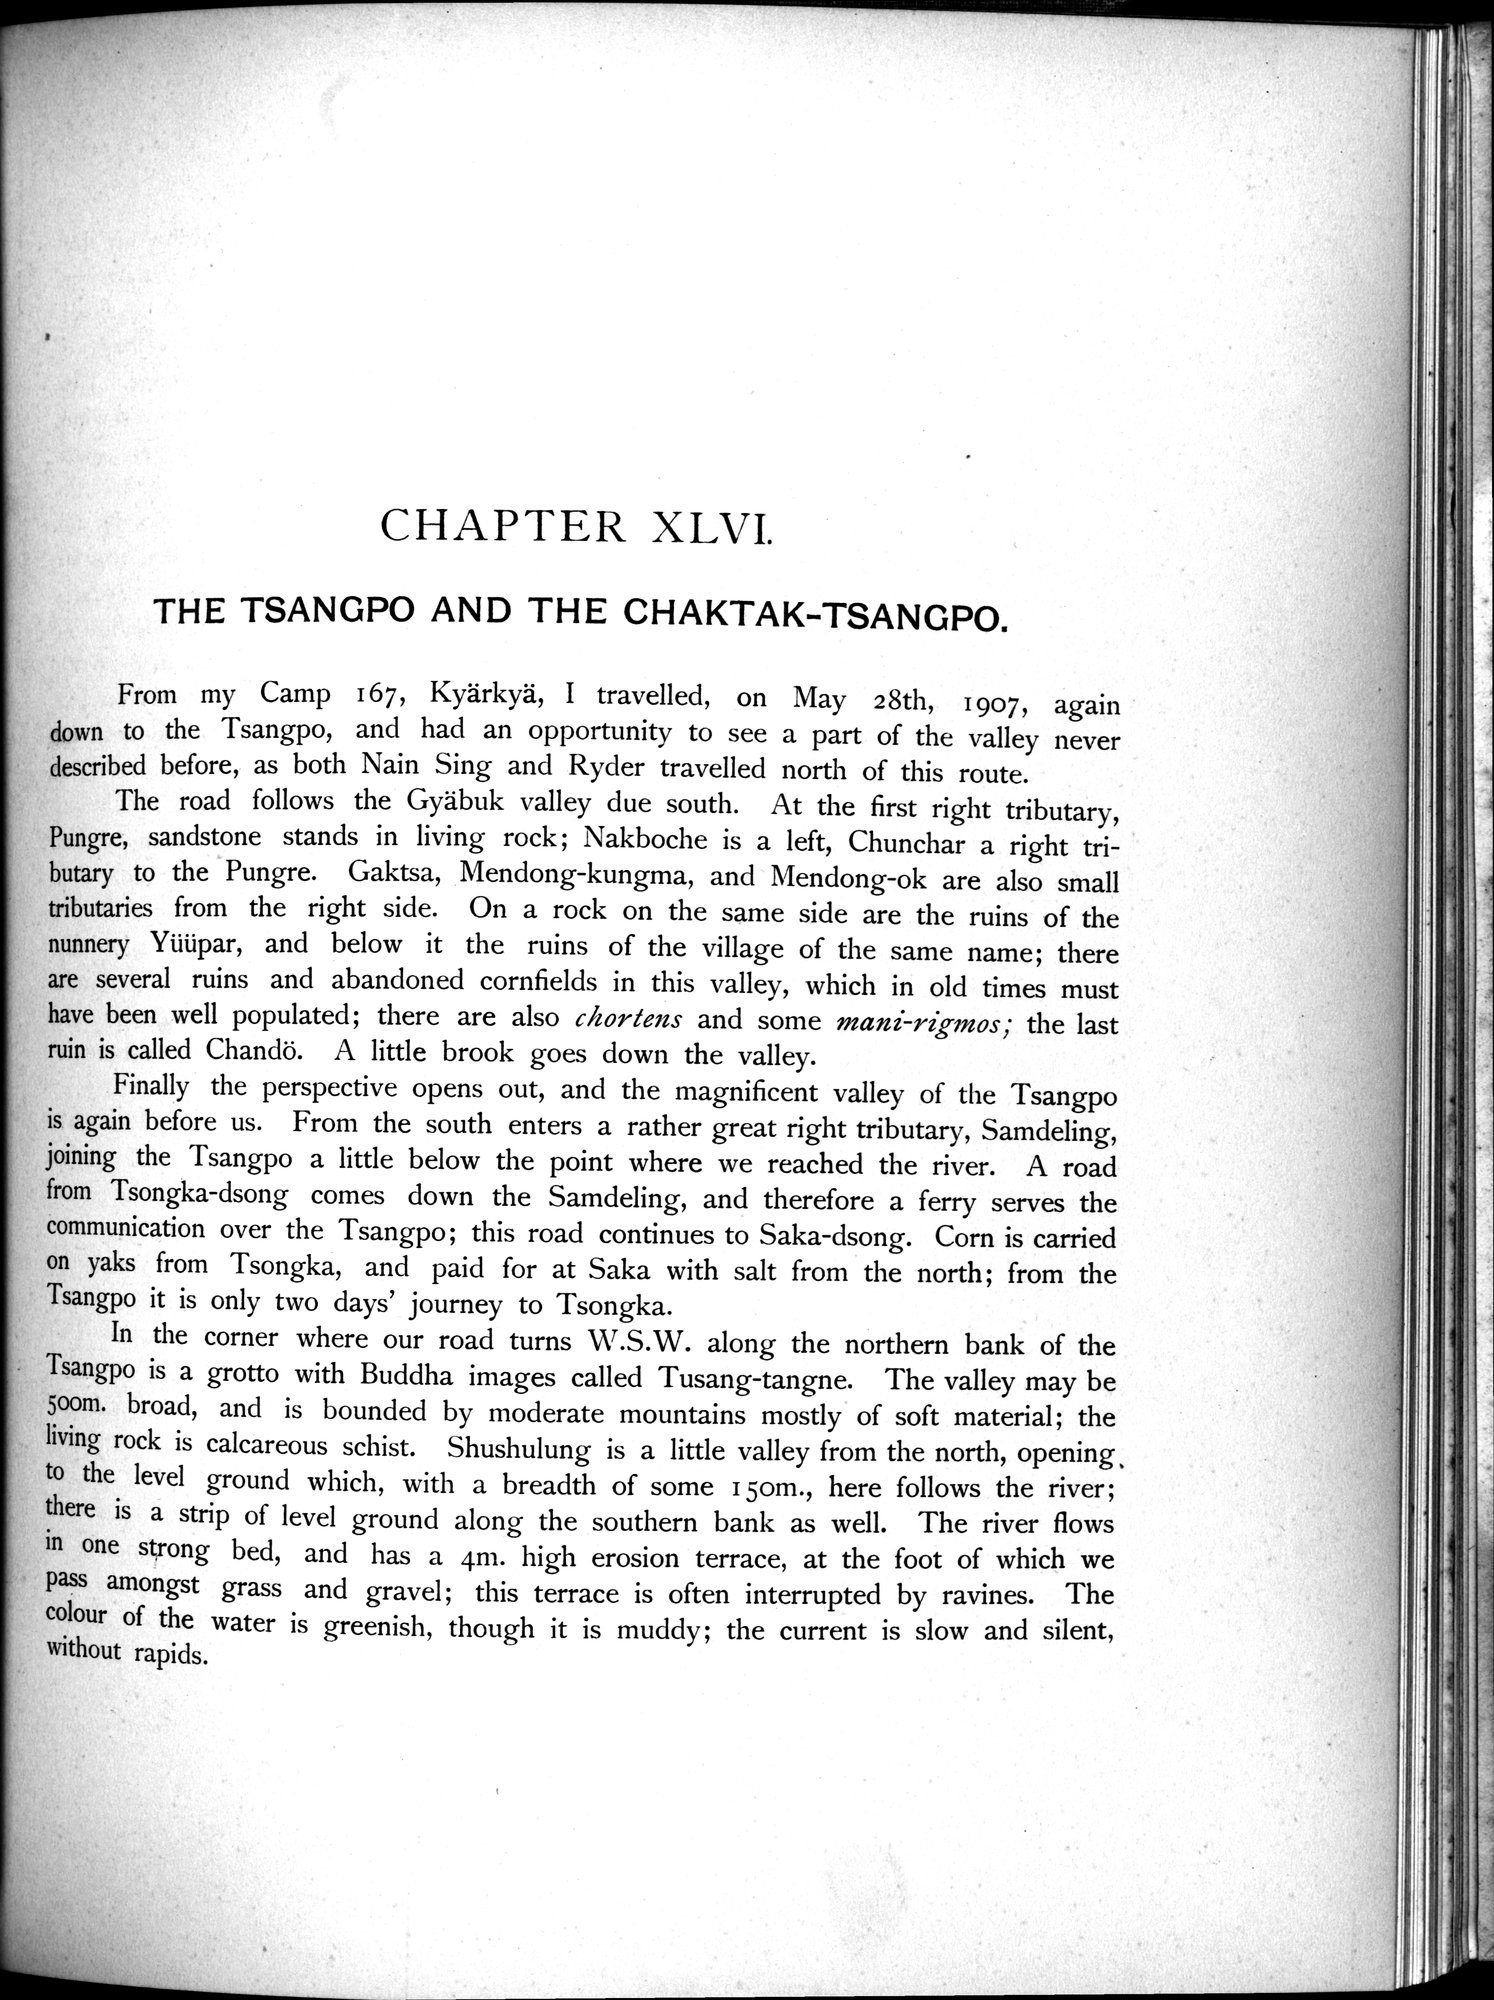 CHAPTER XLVI.
THE TSANGPO AND THE CHAKTAK-TSANGPO.
From my Camp 167, Kyärkyä, I travelled, on May 28th, 1907, again
down to the Tsangpo, and had an opportunity to see a part of the valley never
described before, as both Nain Sing and Ryder travelled north of this route.
The road follows the Gyäbuk valley due south. At the first right tributary,
Pungre, sandstone stands in living rock; Nakboche is a left, Chunchar a right tri-
butary to the Pungre. Gaktsa, Mendong-kungma, and Mendong-ok are also small
tributaries from the right side. On a rock on the same side are the ruins of the
nunnery Yüüpar, and below it the ruins of the village of the same name; there
are several ruins and abandoned cornfields in this valley, which in old times must
have been well populated; there are also chortens and some mani-rigmos; the last
ruin is called Chandö. A little brook goes down the valley.
Finally the perspective opens out, and the magnificent valley of the Tsangpo
is again before us. From the south enters a rather great right tributary, Samdeling,
joining the Tsangpo a little below the point where we reached the river. A road
from Tsongka-dsong comes down the Samdeling, and therefore a ferry serves the
communication over the Tsangpo; this road continues to Saka-dsong. Corn is carried
on yaks from Tsongka, and paid for at Saka with salt from the north; from the
Tsangpo it is only two days' journey to Tsongka.
In the corner where our road turns W.S.W. along the northern bank of the
Tsangpo is a grotto with Buddha images called Tusang-tangne. The valley may be
500m. broad, and is bounded by moderate mountains mostly of soft material; the
living rock is calcareous schist. Shushulung is a little valley from the north, opening
to the level ground which, with a breadth of some 150m., here follows the river;
there is a strip of level ground along the southern bank as well. The river flows
in one strong bed, and has a 4m. high erosion terrace, at the foot of which we
pass amongst grass and gravel; this terrace is often interrupted by ravines. The
colour of the water is greenish, though it is muddy; the current is slow and silent,
without rapids.